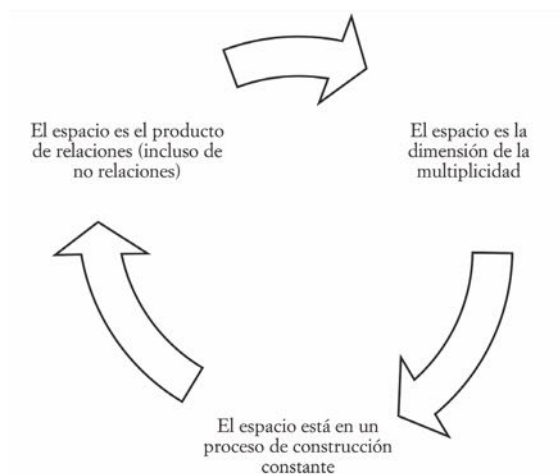 El espacio es el producto
de relaciones (incluso de
no relaciones)
El espacio es la
dimensión de la
multiplicidad
El espacio está en un
proceso de construcción
constante